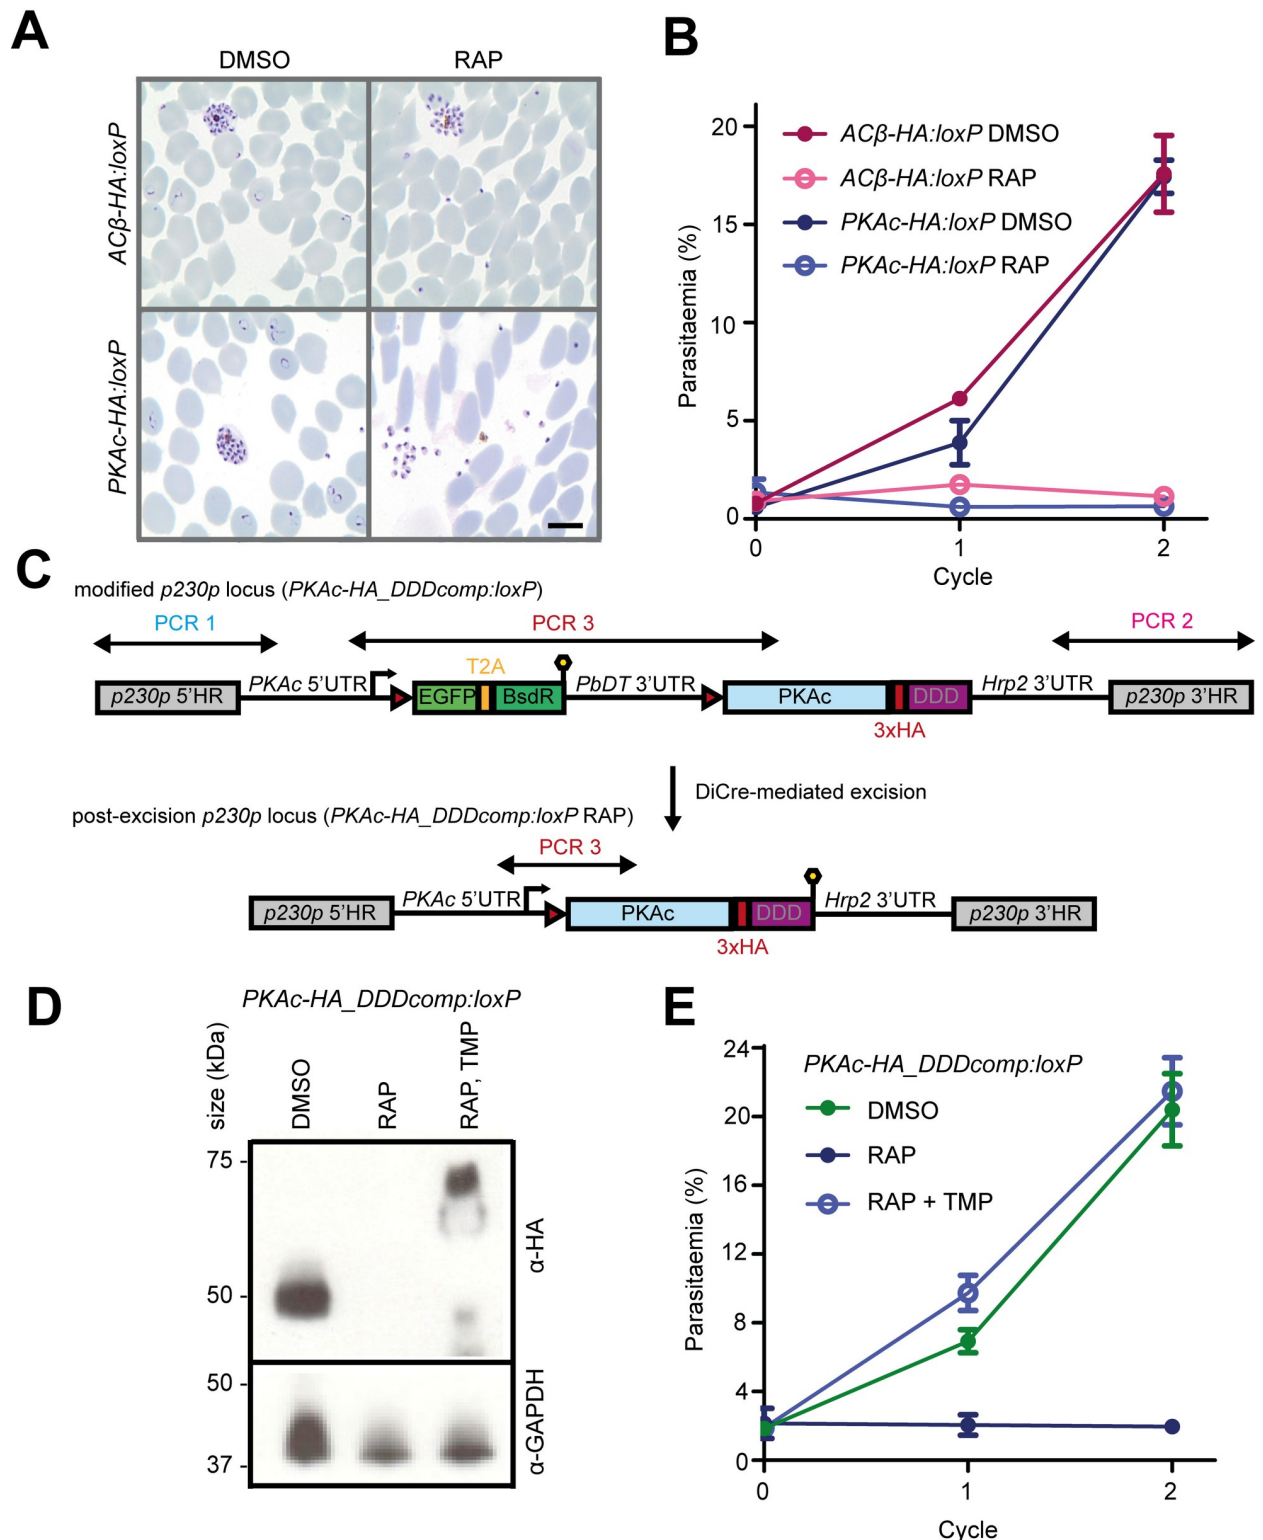 A
DMSO
RAP
ACβ-HA:loxP
PKAc-HA:loxP
B
Parasitaemia (%)
20
15
10
5
0
ACβ-HA:loxP DMSO
ACβ-HA:loxP RAP
PKAc-HA:loxP DMSO
PKAc-HA:loxP RAP
0
1
2
Cycle
C
modified p230p locus (PKAc-HA_DDDcomp:loxP)
PCR 1
PCR 3
PCR 2
T2A
p230p 5'HR
PKAc 5'UTR
EGFP
BsdR
PbDT 3'UTR
PKAc
DDD
Hrp2 3'UTR
p230p 3'HR
3xHA
DiCre-mediated excision
post-excision p230p locus (PKAc-HA_DDDcomp:loxP RAP)
PCR 3
p230p 5'HR
PKAc 5'UTR
PKAc
DDD
Hrp2 3'UTR
p230p 3'HR
3xHA
D
PKAc-HA_DDDcomp:loxP
size (kDa)
DMSO
RAP
RAP, TMP
75 -
50 -
α-HA
50 -
37 -
α-GAPDH
E
Parasitaemia (%)
24
20
16
12
8
4
0
PKAc-HA_DDDcomp:loxP
DMSO
RAP
RAP + TMP
0
1
2
Cycle